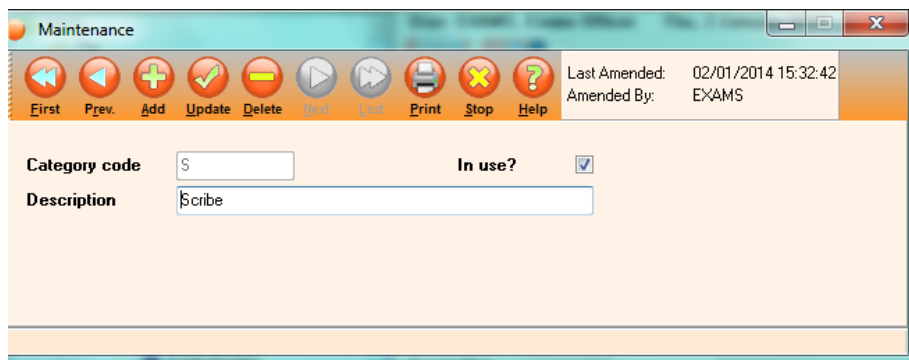 Maintenance
First Prev. Add Update Delete Next Last Print Stop Help
Last Amended: 02/01/2014 15:32:42
Amended By: EXAMS
Category code S In use?
Description Scribe